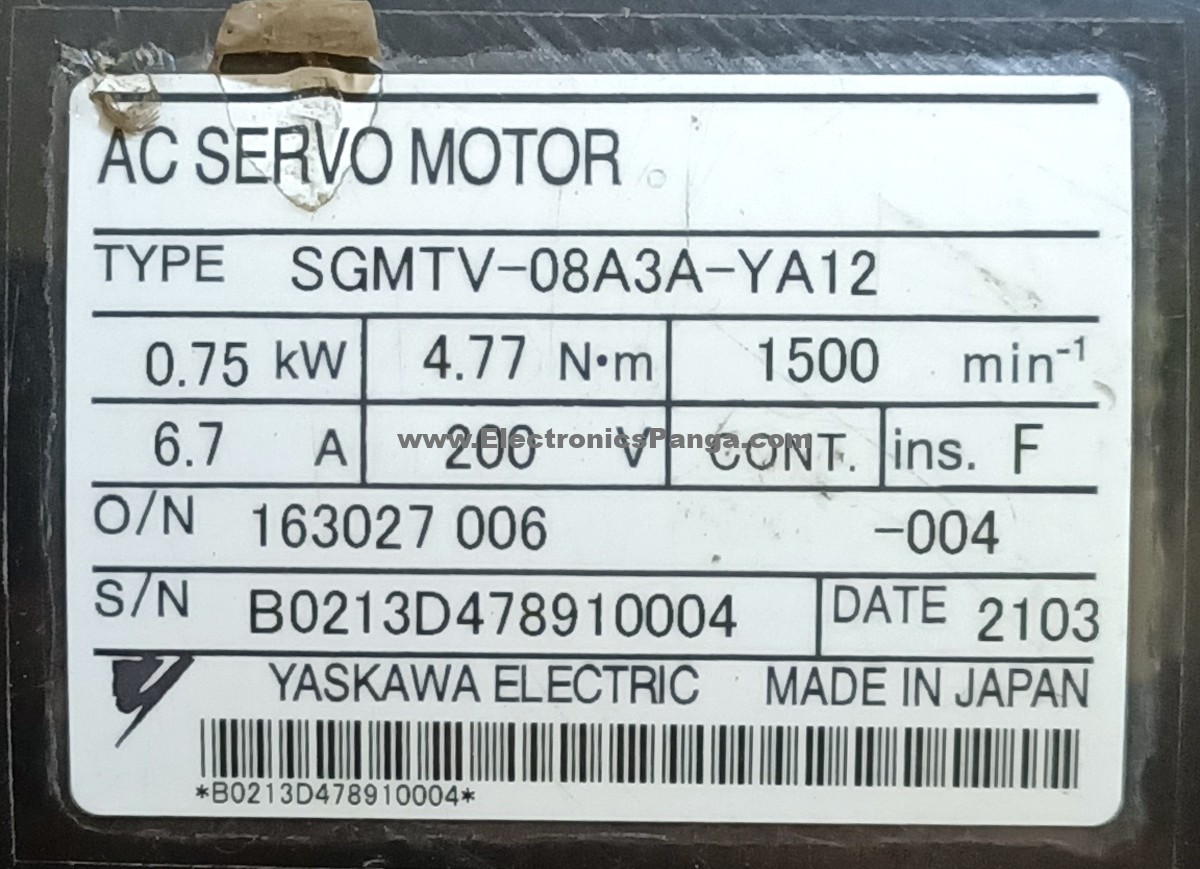 AC SERVO MOTOR
TYPE SGMTV-08A3A-YA12
0.75 kW 4.77 N•m 1500 min⁻¹
6.7 A 200 V CONT. ins. F
www.ElectronicsPanga.com
O/N 163027 006 -004
S/N B0213D478910004 DATE 2103
YASKAWA ELECTRIC MADE IN JAPAN
*B0213D478910004*